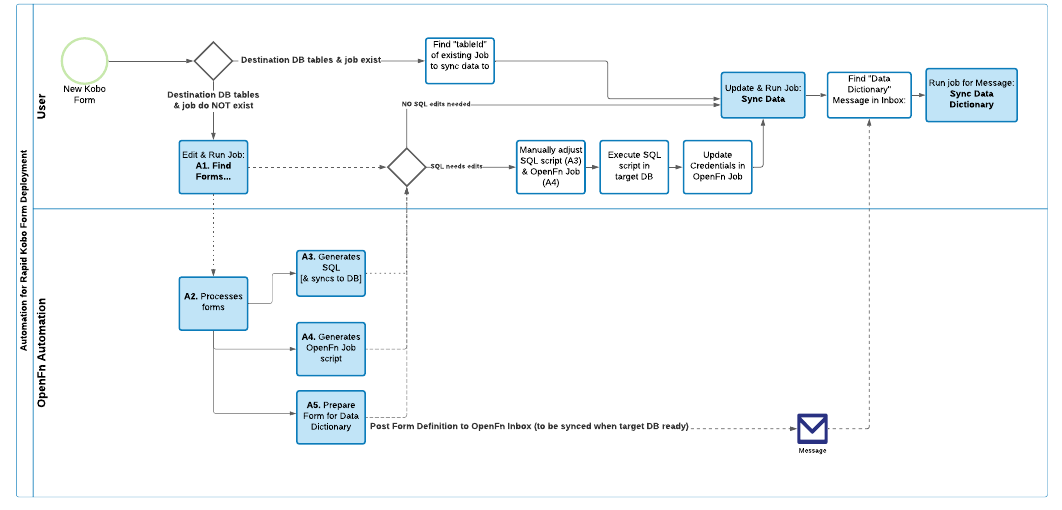 Automation for Rapid Kobo Form Deployment
User
New Kobo
Form
Destination DB tables & job exist
Destination DB tables
& job do NOT exist
Find "tableId"
of existing Job
to sync data to
Edit & Run Job:
A1. Find
Forms...
NO SQL edits needed
SQL needs edits
Manually adjust
SQL script (A3)
& OpenFn Job
(A4)
Execute SQL
script in
target DB
Update
Credentials in
OpenFn Job
Update & Run Job:
Sync Data
Find "Data
Dictionary"
Message in Inbox:
Run job for Message:
Sync Data
Dictionary
OpenFn Automation
A2. Processes
forms
A3. Generates
SQL
[& syncs to DB]
A4. Generates
OpenFn Job
script
A5. Prepare
Form for Data
Dictionary
Post Form Definition to OpenFn Inbox (to be synced when target DB ready)
Message